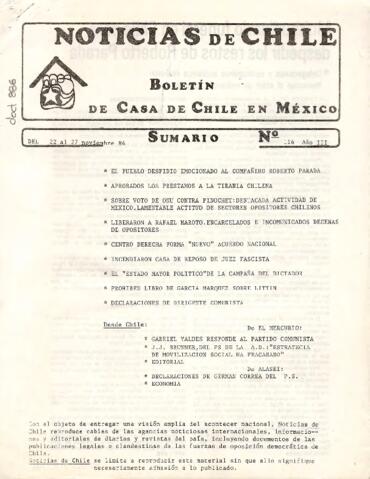 NOTICIAS DE CHILE
BOLETÍN
DE CASA DE CHILE EN MÉXICO
doct 886
DEL 22 al 27 noviembre 86 SUMARIO Nº 116 Año III
* EL PUEBLO DESPIDIO EMOCIONADO AL COMPAÑERO ROBERTO PARADA
* APROBADOS LOS PRESTAMOS A LA TIRANIA CHILENA
* SOBRE VOTO DE ONU CONTRA PINOCHET:DESTACADA ACTIVIDAD DE
MEXICO.LAMENTABLE ACTITUD DE SECTORES OPOSITORES CHILENOS
* LIBERARON A RAFAEL MAROTO.ENCARCELADOS E INCOMUNICADOS DECENAS
DE OPOSITORES
* CENTRO DERECHA FORMA "NUEVO" ACUERDO NACIONAL
* INCENDIARON CASA DE REPOSO DE JUEZ FASCISTA
* EL "ESTADO MAYOR POLITICO"DE LA CAMPAÑA DEL DICTADOR
* PROHIBEN LIBRO DE GARCIA MARQUEZ SOBRE LITTIN
* DECLARACIONES DE DIRIGENTE COMUNISTA
Desde Chile:
De EL MERCURIO:
* GABRIEL VALDES RESPONDE AL PARTIDO COMUNISTA
* J.J. BRUNNER,DEL PS DE LA A.D.:"ESTRATEGIA
DE MOVILIZACION SOCIAL HA FRACASADO"
* EDITORIAL
De
* DECLARACIONES DE GERMAN CORREA DEL P.S.
* ECONOMIA
Con el objeto de entregar una visión amplia del acontecer nacional, Noticias de
Chile reproduce cables de las agencias noticiosas internacionales, informacio--
nes y editoriales de diarios y revistas del país, incluyendo documentos de las
publicaciones legales o clandestinas de las fuerzas de oposición democrática de
Chile.
Noticias de Chile se limita a reproducir este material sin que ello signifique
necesariamente adhesión a lo publicado.